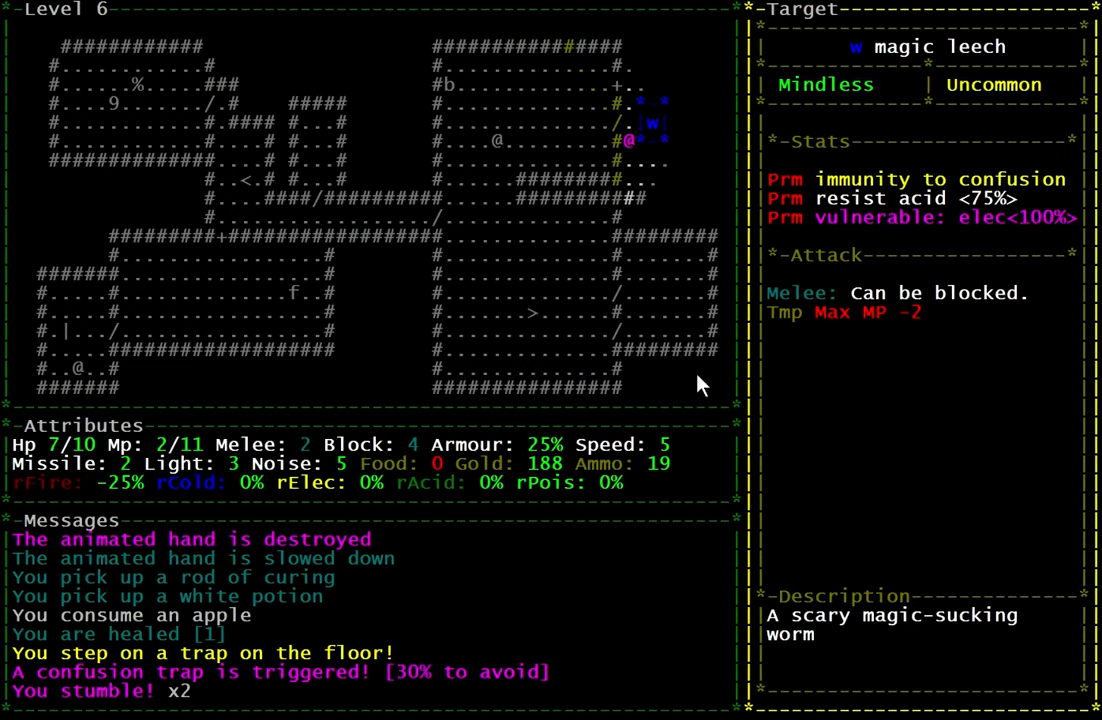 Level 6
Target
w magic leech
Mindless | Uncommon
Stats
Prm immunity to confusion
Prm resist acid <75%>
Prm vulnerable: elec<100%>
Attack
Melee: Can be blocked.
Tmp Max MP -2
Description
A scary magic-sucking
worm
Attributes
Hp 7/10 Mp: 2/11 Melee: 2 Block: 4 Armour: 25% Speed: 5
Missile: 2 Light: 3 Noise: 5 Food: 0 Gold: 188 Ammo: 19
rFire: -25% rCold: 0% rElec: 0% rAcid: 0% rPois: 0%
Messages
The animated hand is destroyed
The animated hand is slowed down
You pick up a rod of curing
You pick up a white potion
You consume an apple
You are healed [1]
You step on a trap on the floor!
A confusion trap is triggered! [30% to avoid]
You stumble! x2